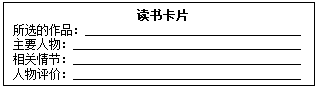 读书卡片
所选的作品：
主要人物：
相关情节：
人物评价：